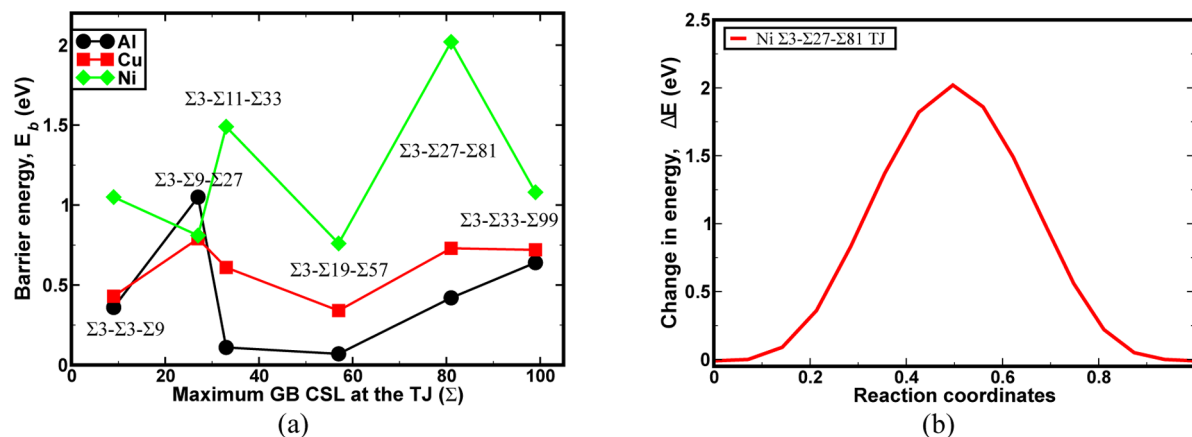 Al
Cu
Ni
Σ3-Σ11-Σ33
Σ3-Σ9-Σ27
Σ3-Σ27-Σ81
Σ3-Σ33-Σ99
Σ3-Σ19-Σ57
Σ3-Σ3-Σ9
Barrier energy, E_b (eV)
2
1.5
1
0.5
0
0 20 40 60 80 100
Maximum GB CSL at the TJ (Σ)
(a)
Ni Σ3-Σ27-Σ81 TJ
Change in energy, ΔE (eV)
2.5
2
1.5
1
0.5
0
0 0.2 0.4 0.6 0.8
Reaction coordinates
(b)